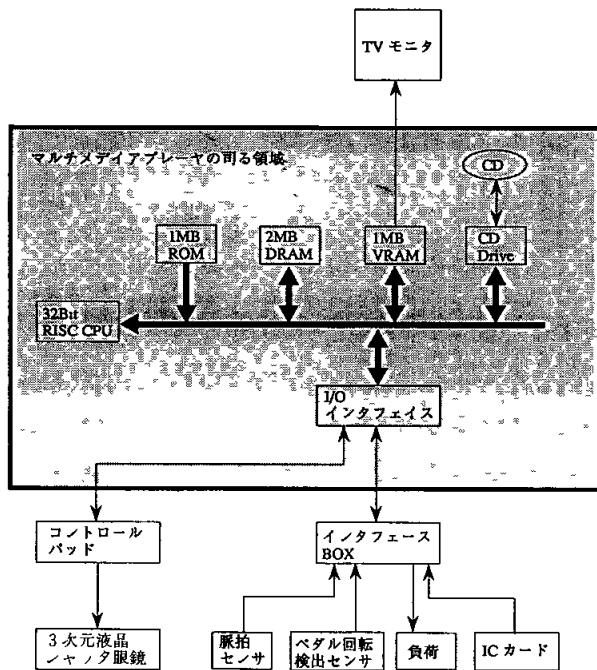 TV モニタ
マルチメデイアプレーヤの司る領域
CD
1MB
ROM
2MB
DRAM
1MB
VRAM
CD
Drive
32Bit
RISC CPU
I/O
インタフェイス
コントロール
パッド
インタフェース
BOX
3次元液晶
シャッタ眼鏡
脈拍
センサ
ペダル回転
検出センサ
負荷
IC カード